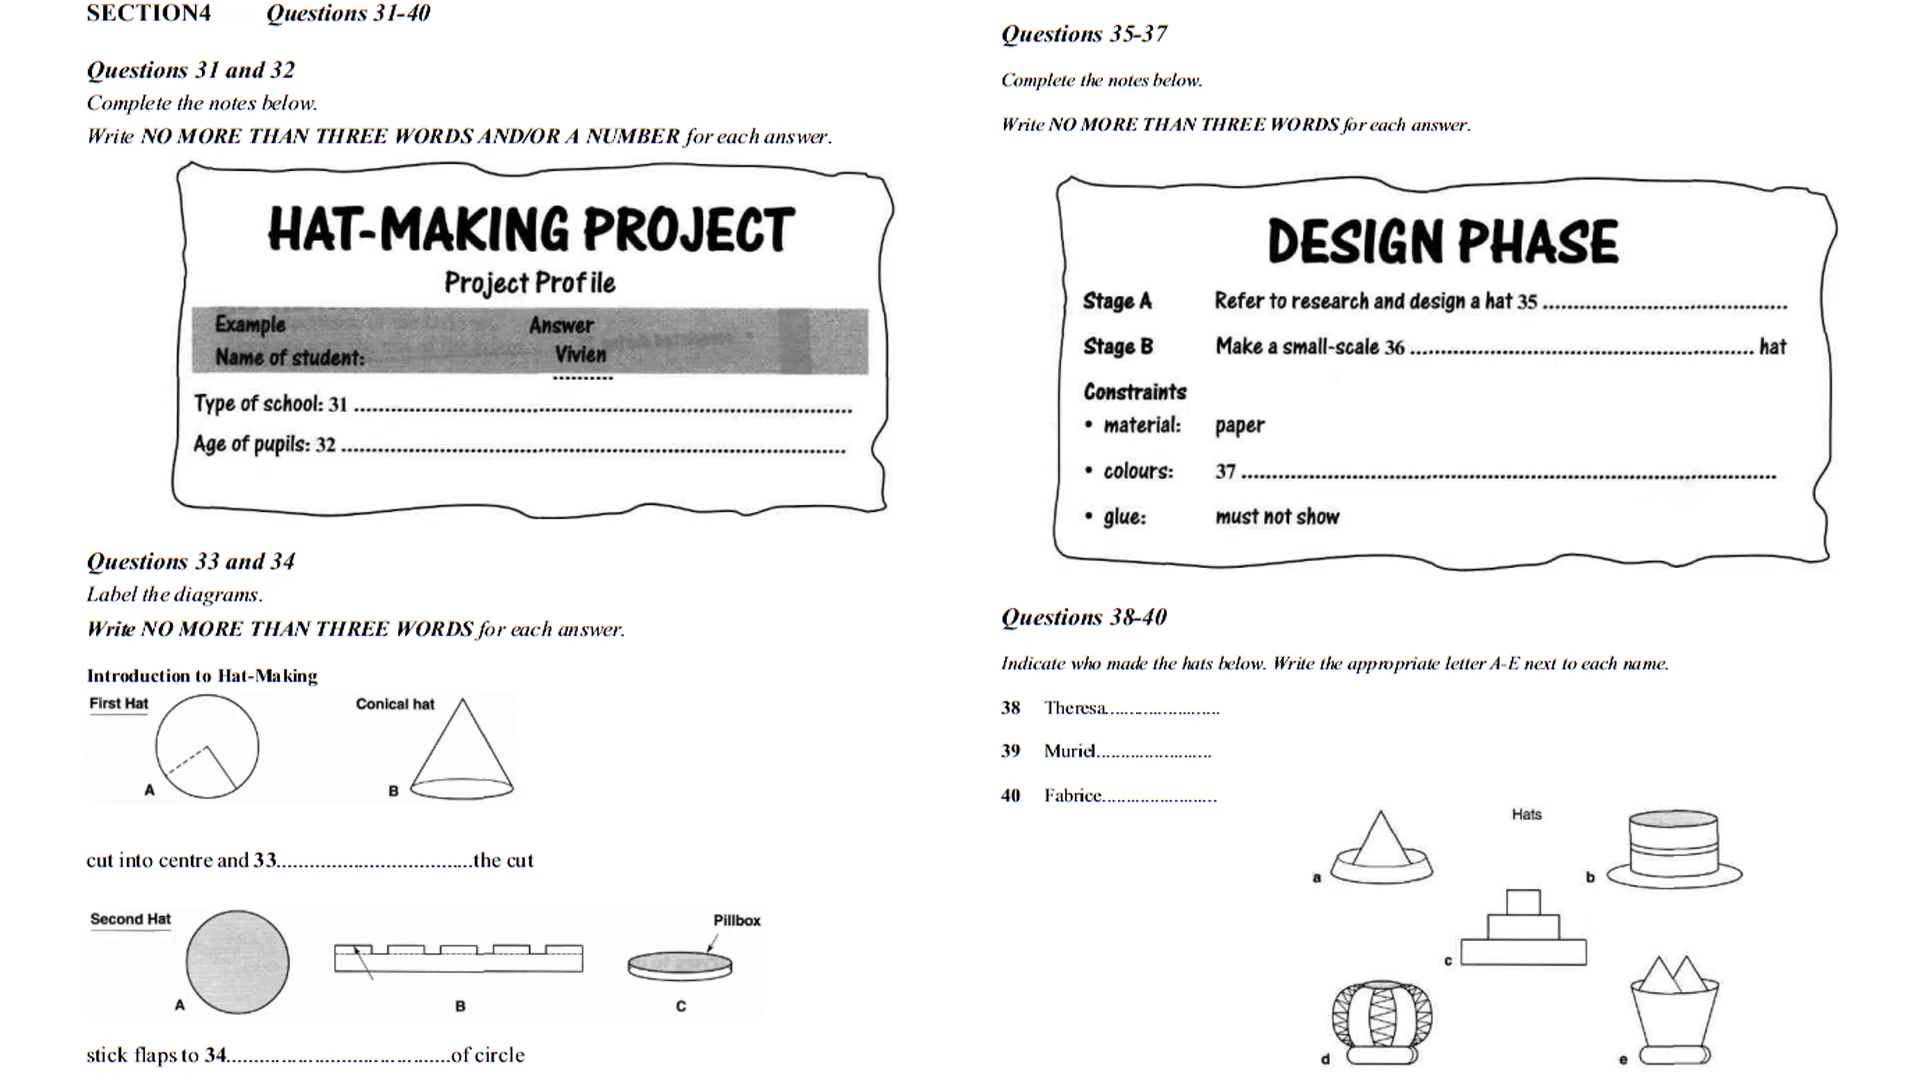 SECTION4 Questions 31-40
Questions 31 and 32
Complete the notes below.
Write NO MORE THAN THREE WORDS AND/OR A NUMBER for each answer.
HAT-MAKING PROJECT
Project Profile
Example Answer
Name of student: Vivien
Type of school: 31 ........................
Age of pupils: 32 ........................
Questions 33 and 34
Label the diagrams.
Write NO MORE THAN THREE WORDS for each answer.
Introduction to Hat-Making
First Hat
Conical hat
A
B
cut into centre and 33..................................the cut
Second Hat
Pillbox
A
B
C
stick flaps to 34.......................................of circle
Questions 35-37
Complete the notes below.
Write NO MORE THAN THREE WORDS for each answer.
DESIGN PHASE
Stage A Refer to research and design a hat 35 ........................
Stage B Make a small-scale 36 ........................ hat
Constraints
• material: paper
• colours: 37 ........................
• glue: must not show
Questions 38-40
Indicate who made the hats below. Write the appropriate letter A-E next to each name.
38 Theresa........................
39 Muriel........................
40 Fabrice........................
Hats
a
b
c
d
e